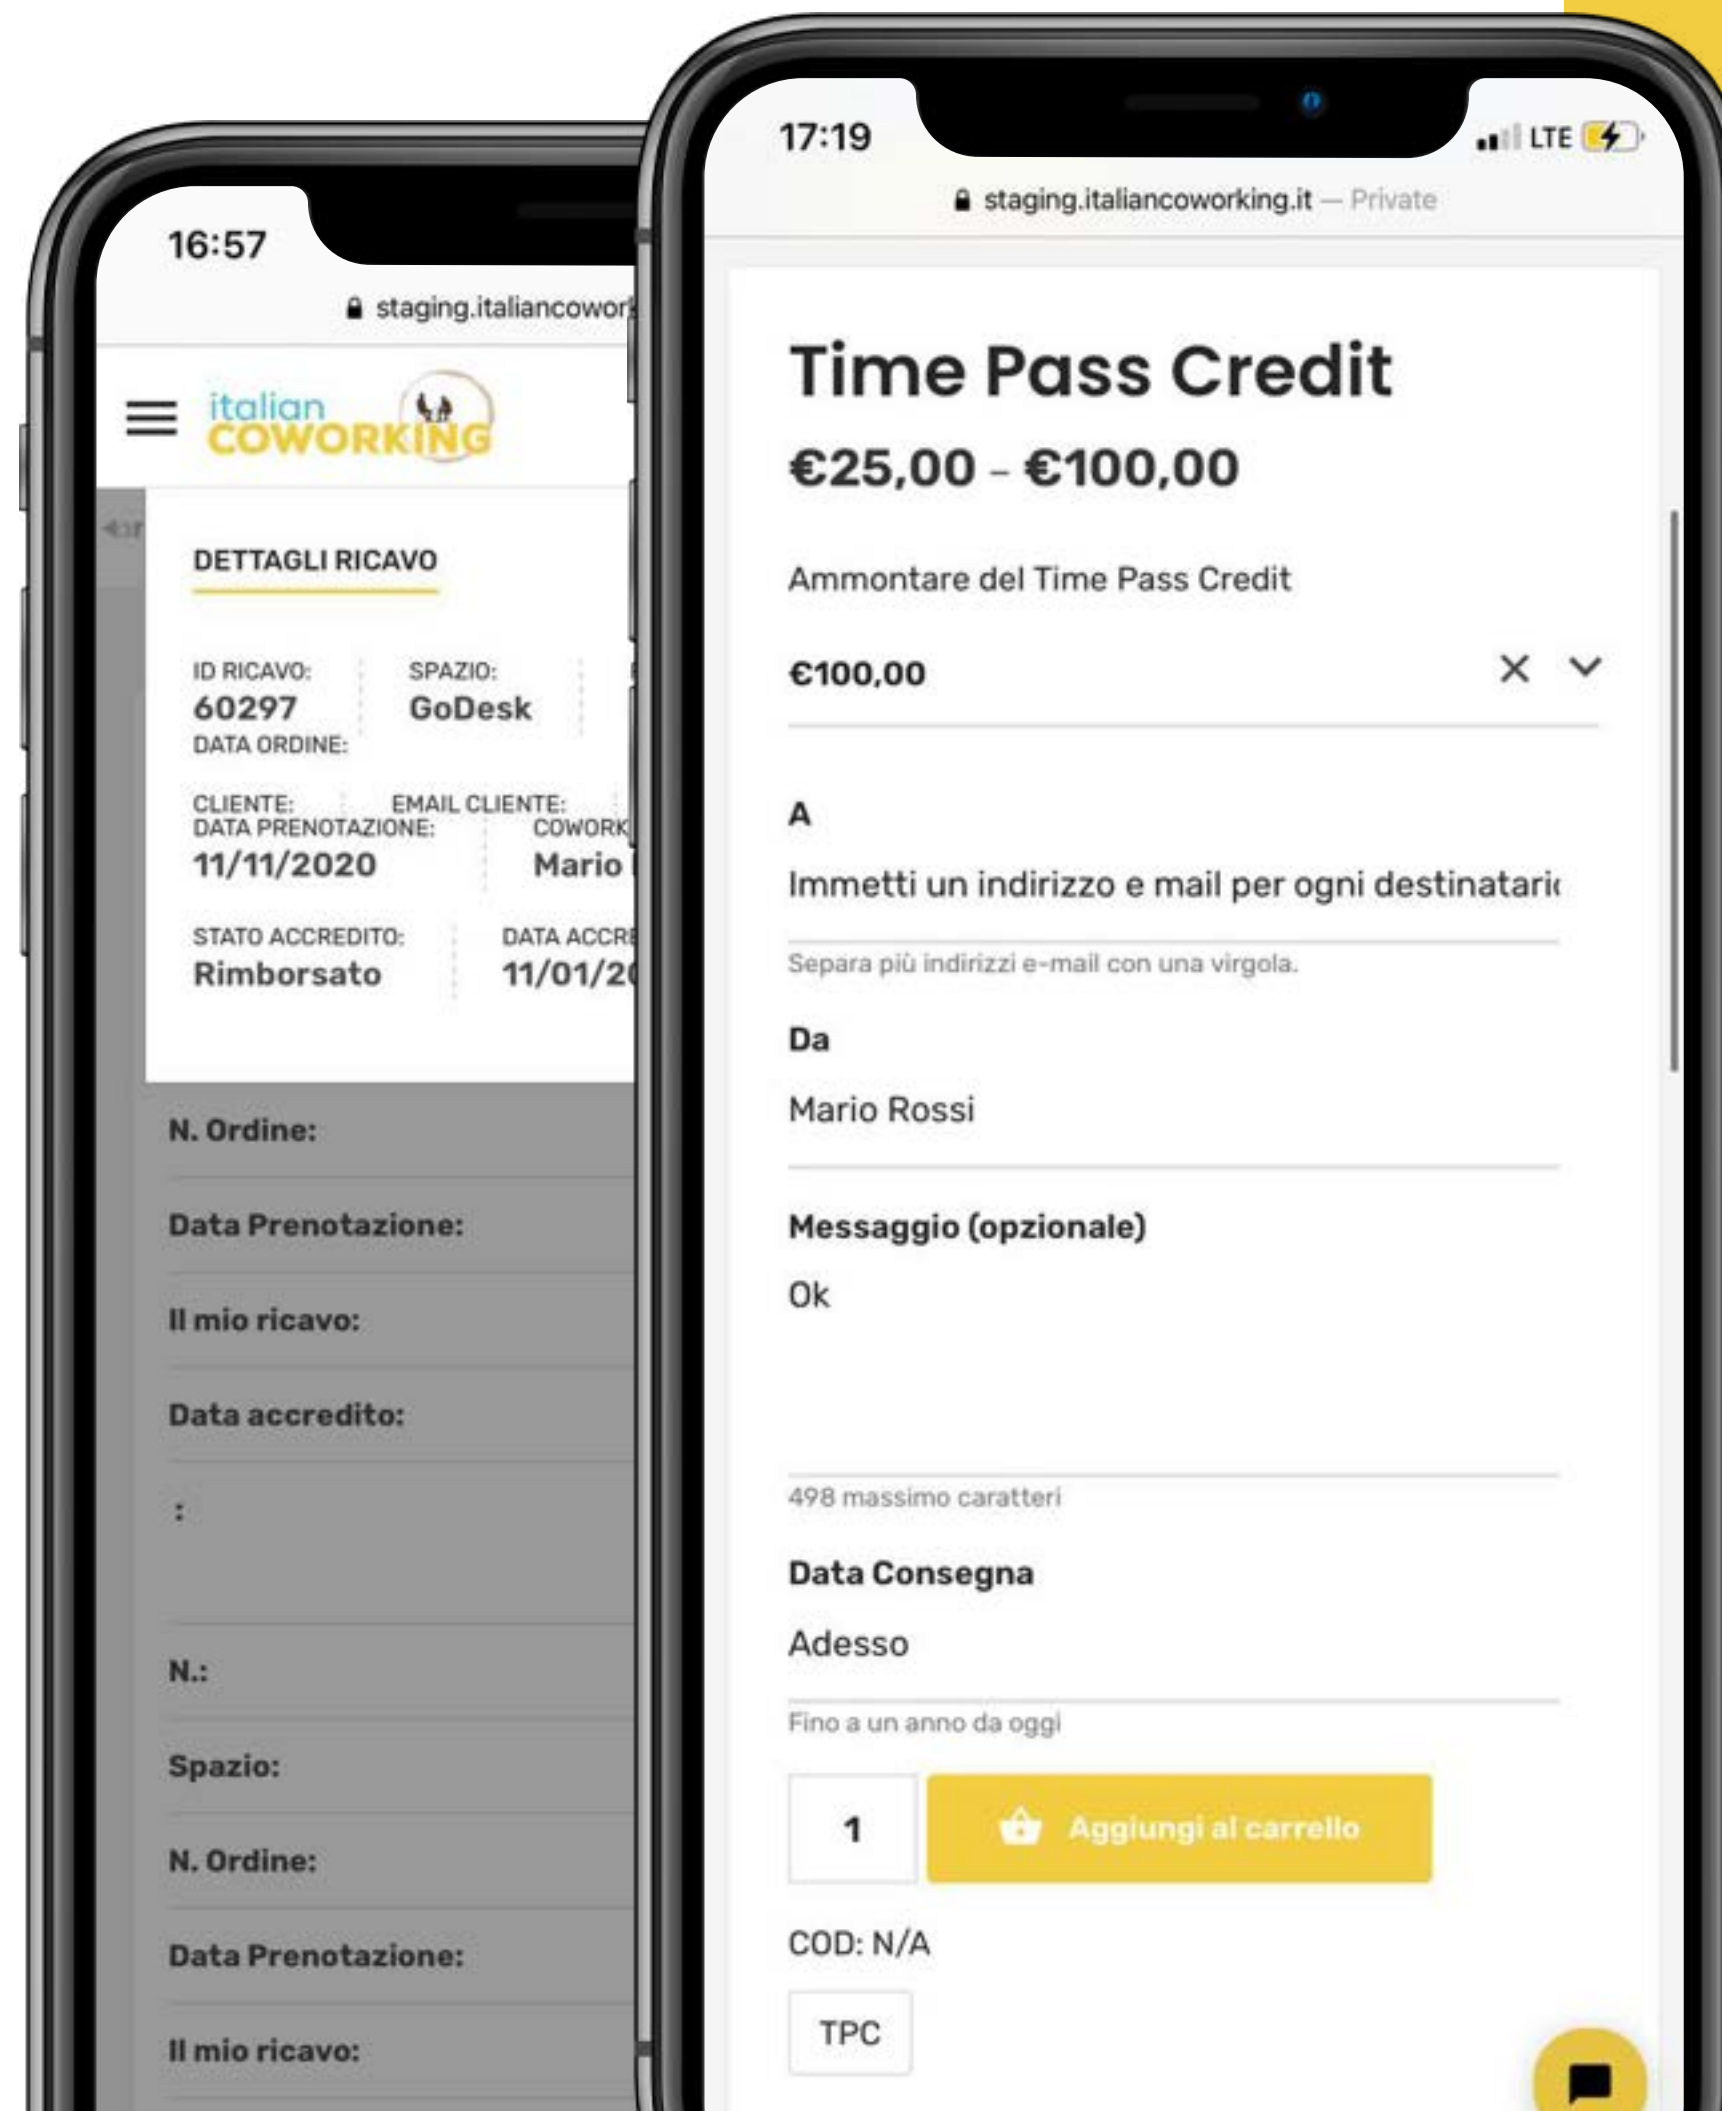 16:57
staging.italiancowork
italian
COWORKING
DETTAGLI RICAVO
ID RICAVO: SPAZIO:
60297 GoDesk
DATA ORDINE:
CLIENTE: EMAIL CLIENTE:
DATA PRENOTAZIONE: COWORK
11/11/2020 Mario
STATO ACCREDITO: DATA ACCRE
Rimborsato 11/01/20
N. Ordine:
Data Prenotazione:
Il mio ricavo:
Data accredito:
:
N.:
Spazio:
N. Ordine:
Data Prenotazione:
Il mio ricavo:
17:19 LTE
staging.italiancoworking.it — Private
Time Pass Credit
€25,00 – €100,00
Ammontare del Time Pass Credit
€100,00
A
Immetti un indirizzo e mail per ogni destinatario
Separa più indirizzi e-mail con una virgola.
Da
Mario Rossi
Messaggio (opzionale)
Ok
498 massimo caratteri
Data Consegna
Adesso
Fino a un anno da oggi
1 Aggiungi al carrello
COD: N/A
TPC